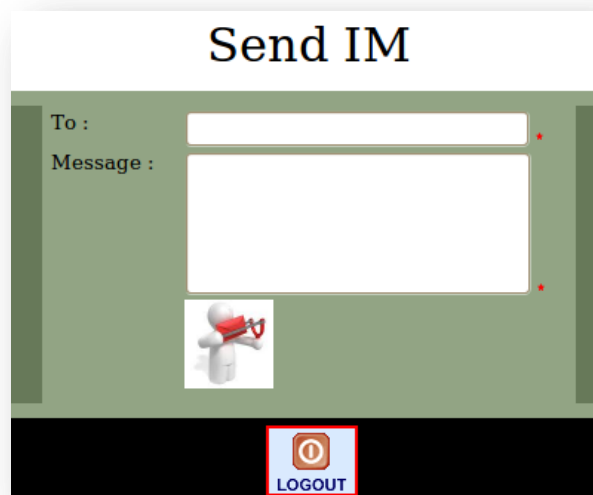 Send IM
To :
*
Message :
*
LOGOUT